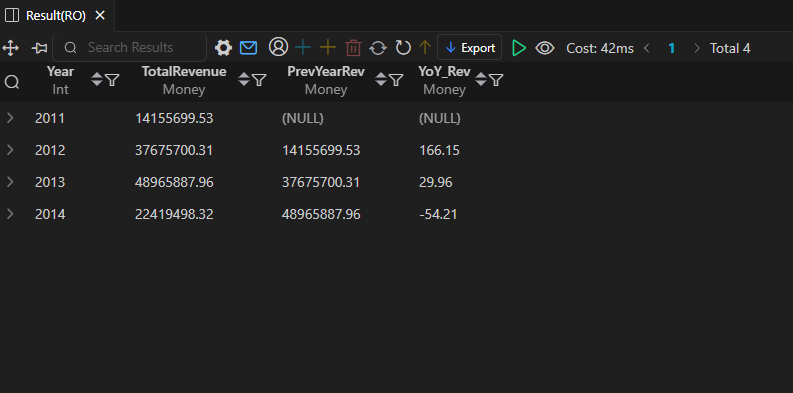 Result(RO)
Search Results Export Cost: 42ms 1 Total 4
Year TotalRevenue PrevYearRev YoY_Rev
Int Money Money Money
2011 14155699.53 (NULL) (NULL)
2012 37675700.31 14155699.53 166.15
2013 48965887.96 37675700.31 29.96
2014 22419498.32 48965887.96 -54.21